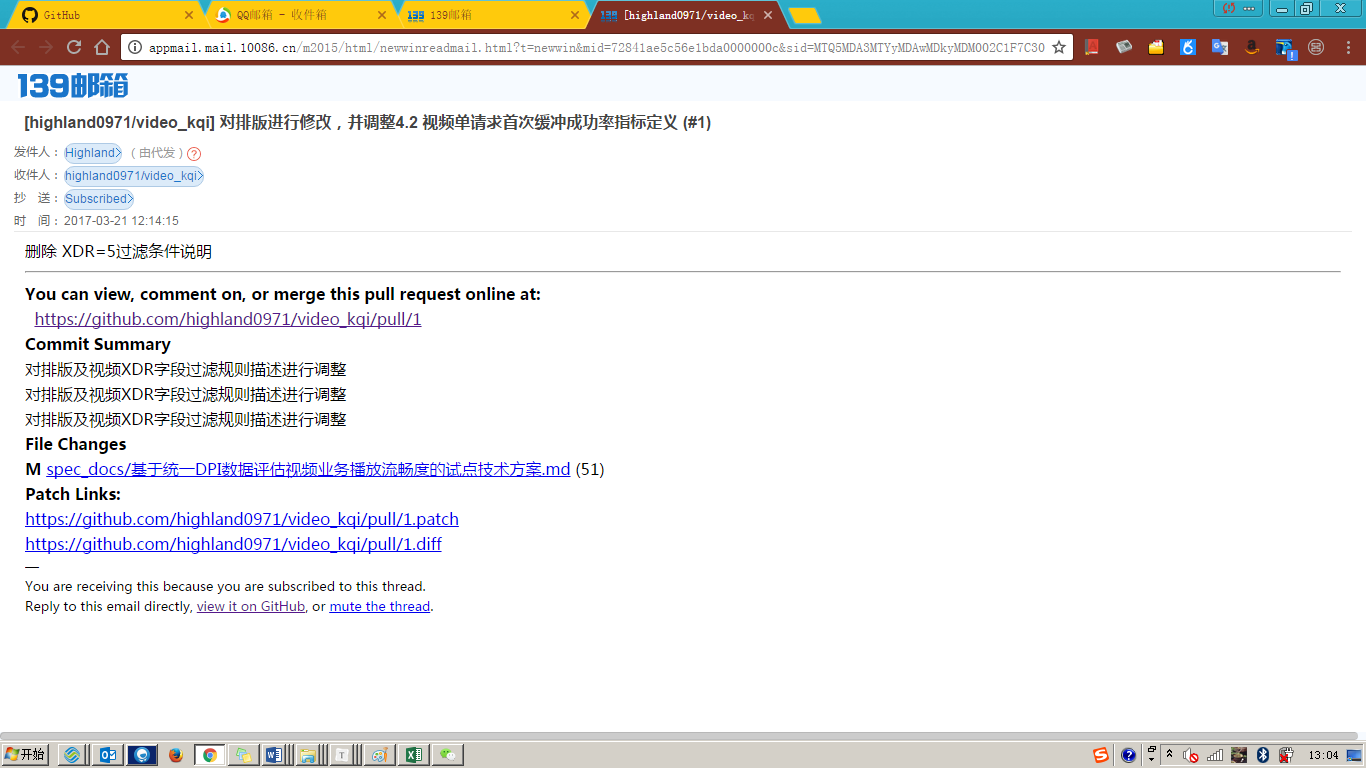 GitHub
QQ邮箱 - 收件箱
139邮箱
[highland0971/video_kq
appmail.mail.10086.cn/m2015/html/newwinreadmail.html?t=newwin&mid=72841ae5c56e1bda0000000c&sid=MTQ5MDA3MTYyMDAwMDkyMDM002C1F7C30
139邮箱
[highland0971/video_kqi] 对排版进行修改，并调整4.2 视频单请求首次缓冲成功率指标定义 (#1)
发件人： Highland （由代发）
收件人： highland0971/video_kqi
抄 送： Subscribed
时 间： 2017-03-21 12:14:15
删除 XDR=5过滤条件说明
You can view, comment on, or merge this pull request online at:
https://github.com/highland0971/video_kqi/pull/1
Commit Summary
对排版及视频XDR字段过滤规则描述进行调整
对排版及视频XDR字段过滤规则描述进行调整
对排版及视频XDR字段过滤规则描述进行调整
File Changes
M spec_docs/基于统一DPI数据评估视频业务播放流畅度的试点技术方案.md (51)
Patch Links:
https://github.com/highland0971/video_kqi/pull/1.patch
https://github.com/highland0971/video_kqi/pull/1.diff
—
You are receiving this because you are subscribed to this thread.
Reply to this email directly, view it on GitHub, or mute the thread.
开始
13:04